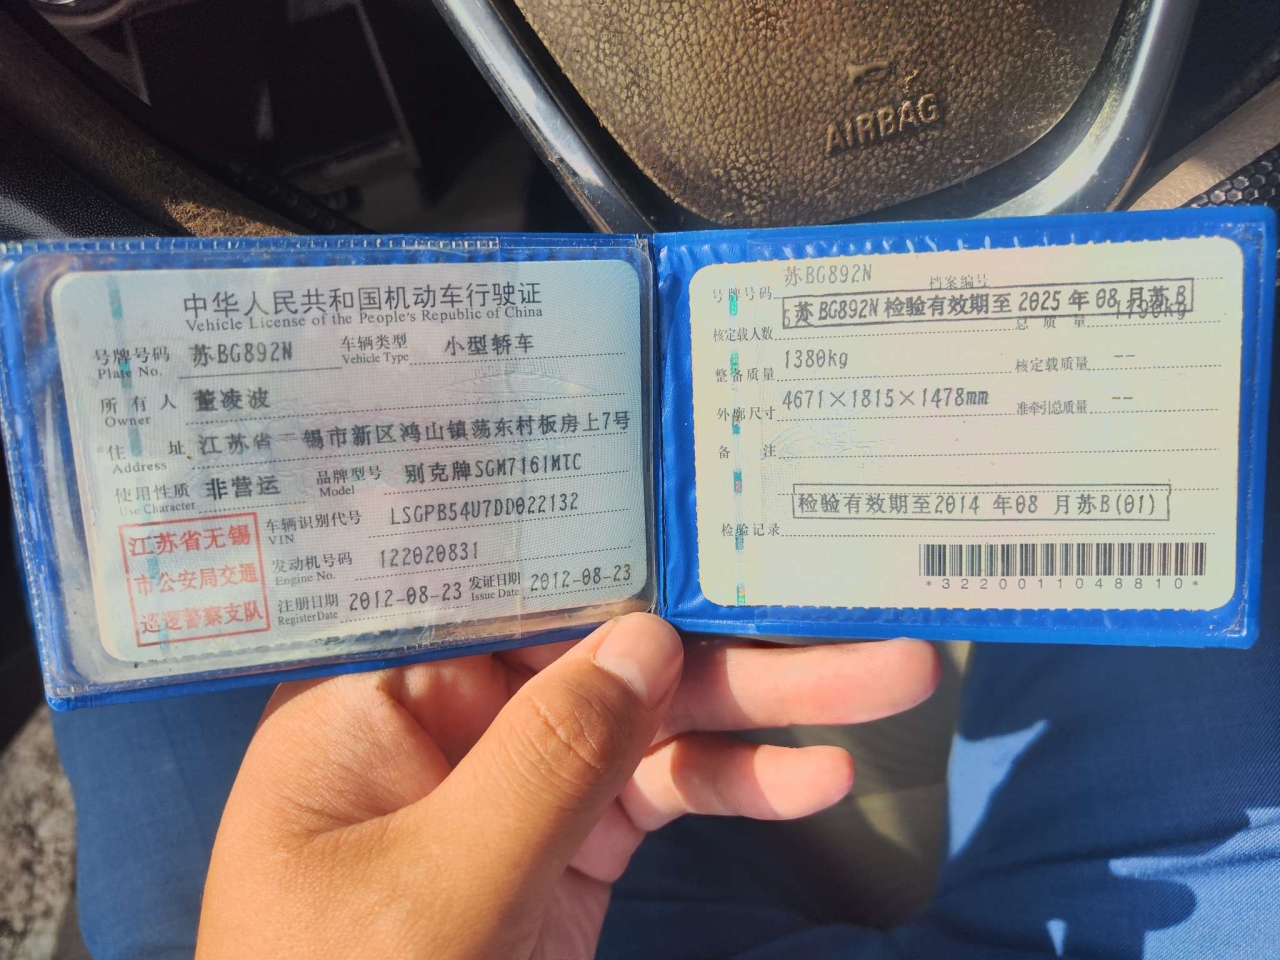 AIRBAG
中华人民共和国机动车行驶证
Vehicle License of the People's Republic of China
号牌号码 苏BG892N 车辆类型 小型轿车
Plate No. Vehicle Type
所有人 董凌波
Owner
住址 江苏省 锡市新区鸿山镇荡东村板房上7号
Address
使用性质 非营运 品牌型号 别克牌SGM7161MTC
Use Character Model
江苏省无锡
市公安局交通
巡逻警察支队
车辆识别代号 LSGPB54U7DD022132
VIN
发动机号码 122020831
Engine No.
注册日期 2012-08-23 发证日期 2012-08-23
Register Date Issue Date
号牌号码 苏BG892N 档案编号
苏BG892N 检验有效期至 2025 年 08 月苏B
核定载人数 总质量 1790kg
整备质量 1380kg 核定载质量 --
外廓尺寸 4671×1815×1478mm 准牵引总质量 --
备注
检验有效期至2014 年08 月苏B(01)
检验记录
*3220011048810*